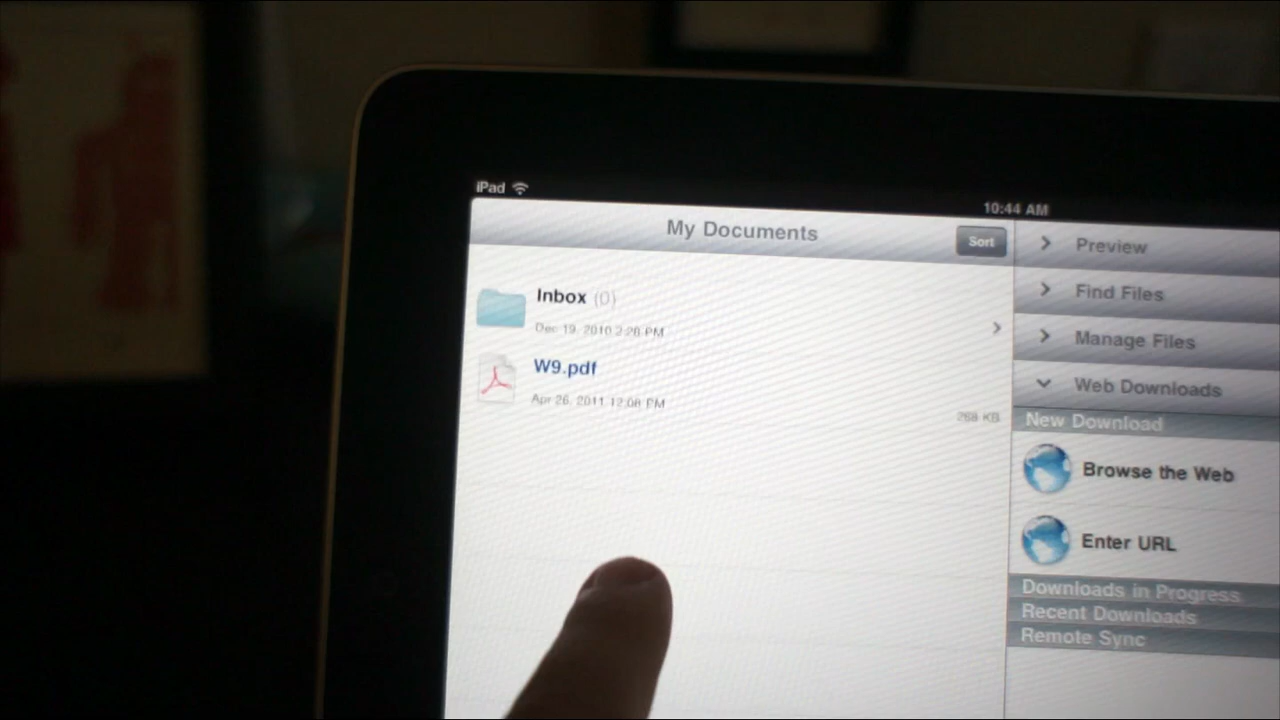 iPad
10:44 AM
My Documents
Sort
Inbox (0)
Dec 19, 2010 2:28 PM
W9.pdf
Apr 26, 2011 12:08 PM
268 KB
Preview
Find Files
Manage Files
Web Downloads
New Download
Browse the Web
Enter URL
Downloads in Progress
Recent Downloads
Remote Sync